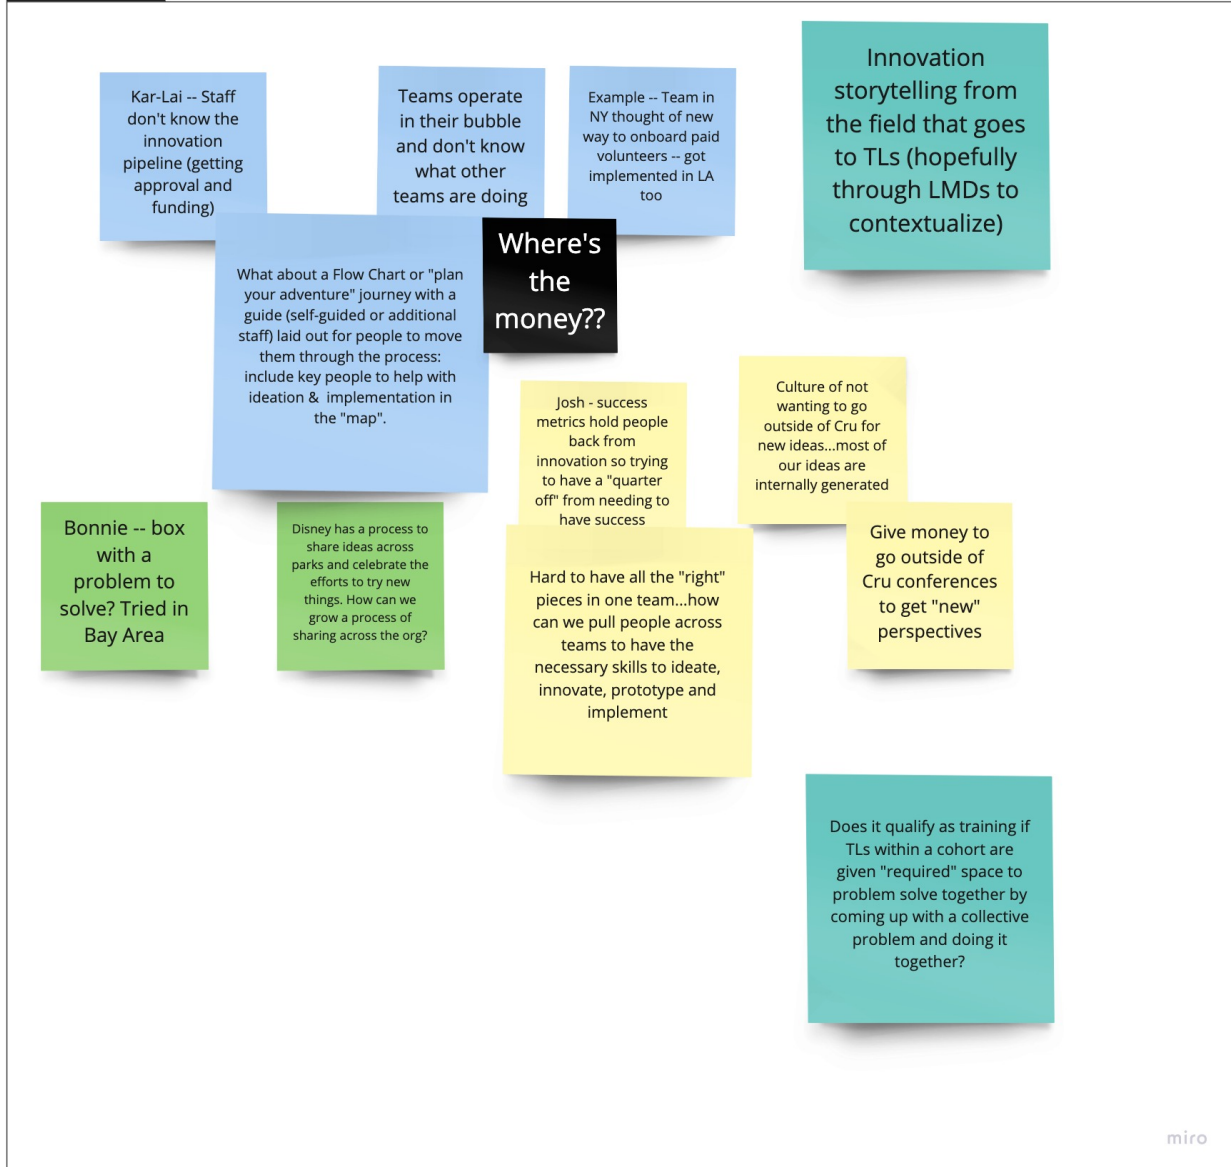 Kar-Lai -- Staff
don't know the
innovation
pipeline (getting
approval and
funding)
Teams operate
in their bubble
and don't know
what other
teams are doing
Example -- Team in
NY thought of new
way to onboard paid
volunteers -- got
implemented in LA
too
Innovation
storytelling from
the field that goes
to TLs (hopefully
through LMDs to
contextualize)
What about a Flow Chart or "plan
your adventure" journey with a
guide (self-guided or additional
staff) laid out for people to move
them through the process:
include key people to help with
ideation & implementation in
the "map".
Where's
the
money??
Josh - success
metrics hold people
back from
innovation so trying
to have a "quarter
off" from needing to
have success
Culture of not
wanting to go
outside of Cru for
new ideas...most of
our ideas are
internally generated
Bonnie -- box
with a
problem to
solve? Tried in
Bay Area
Disney has a process to
share ideas across
parks and celebrate the
efforts to try new
things. How can we
grow a process of
sharing across the org?
Hard to have all the "right"
pieces in one team...how
can we pull people across
teams to have the
necessary skills to ideate,
innovate, prototype and
implement
Give money to
go outside of
Cru conferences
to get "new"
perspectives
Does it qualify as training if
TLs within a cohort are
given "required" space to
problem solve together by
coming up with a collective
problem and doing it
together?
miro